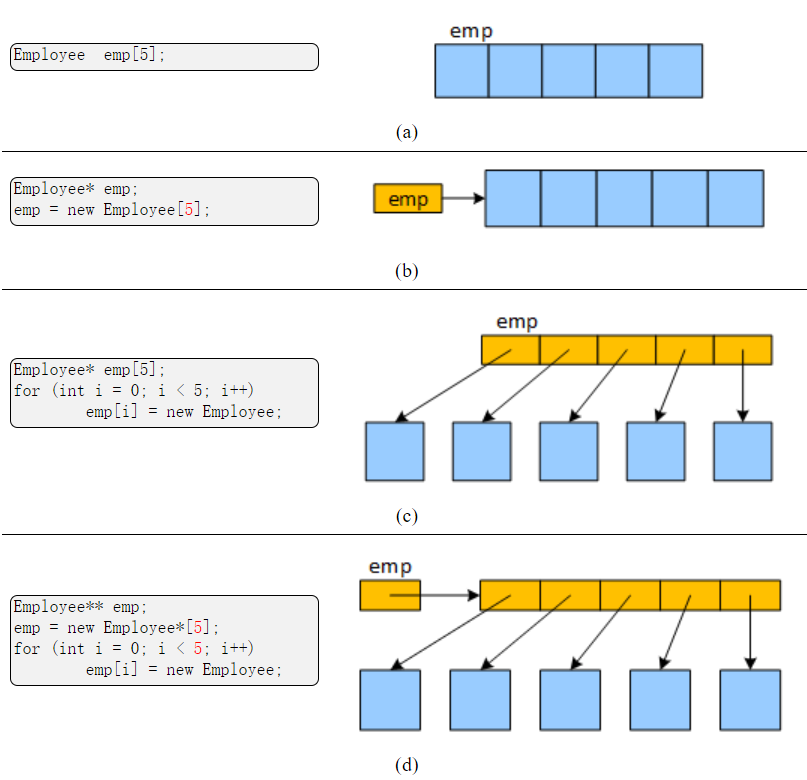 Employee  emp[5];
emp
(a)
Employee* emp;
emp = new Employee[5];
emp
(b)
emp
Employee* emp[5];
for (int i = 0; i < 5; i++)
        emp[i] = new Employee;
(c)
emp
Employee** emp;
emp = new Employee*[5];
for (int i = 0; i < 5; i++)
        emp[i] = new Employee;
(d)